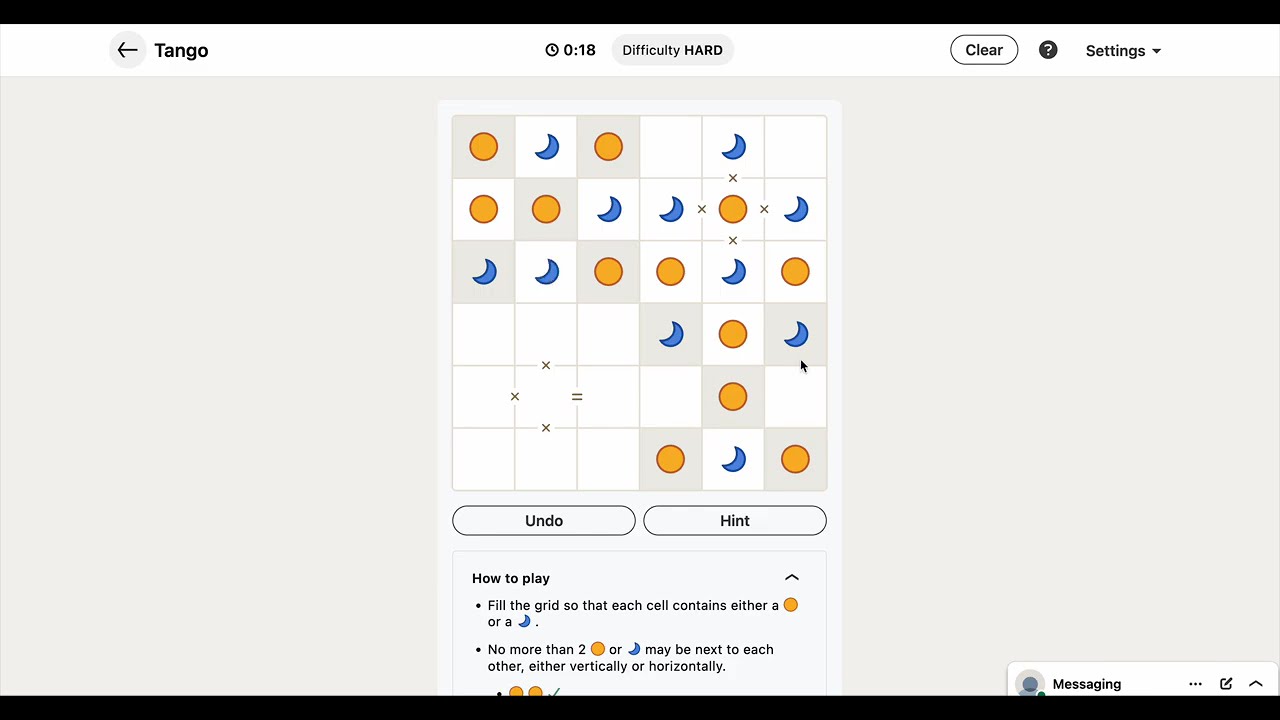 Tango
0:18
Difficulty HARD
Clear
?
Settings
×
× ×
×
×
× =
×
Undo
Hint
How to play
• Fill the grid so that each cell contains either a
or a .
• No more than 2 or may be next to each
other, either vertically or horizontally.
Messaging